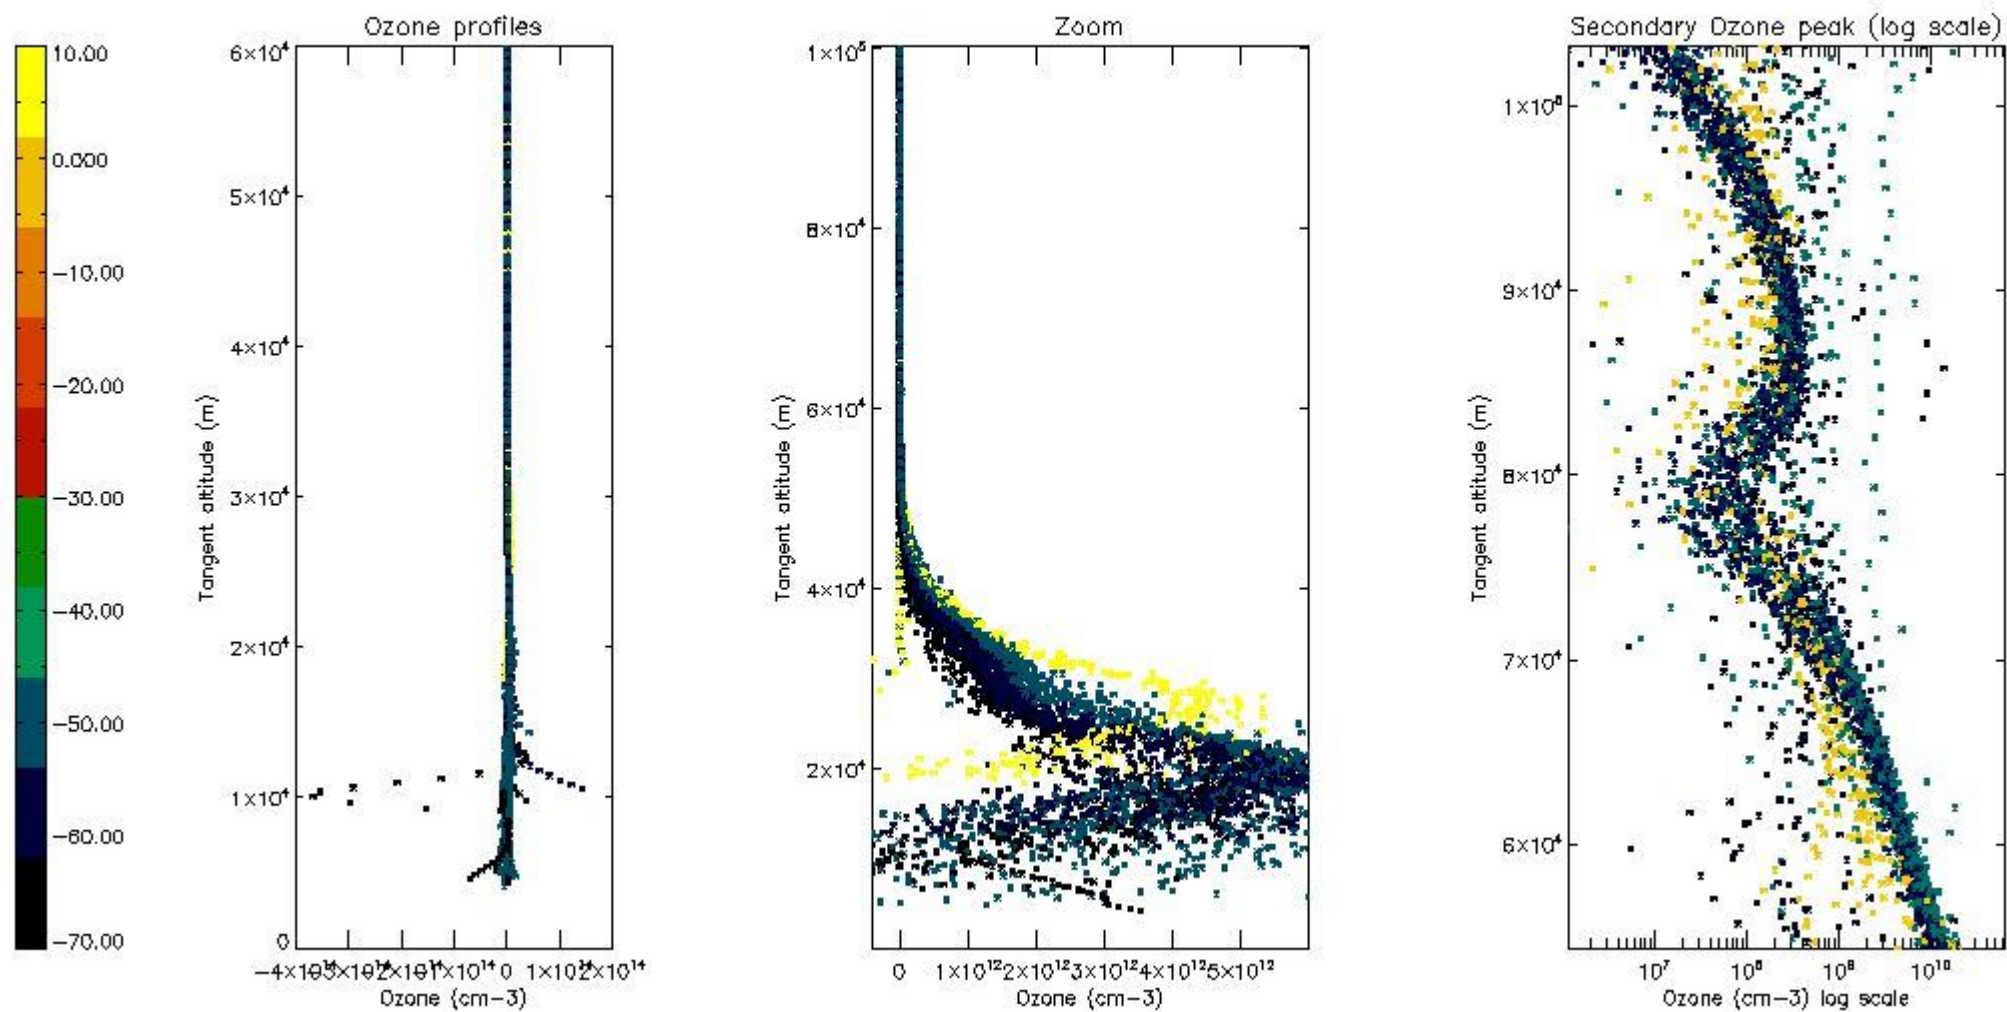 Ozone profiles
Zoom
Secondary Ozone peak (log scale)
10.00
−10.00
−20.00
−30.00
−40.00
−50.00
−60.00
−70.00
6×10⁴
5×10⁴
4×10⁴
3×10⁴
2×10⁴
1×10⁴
0
Tangent altitude (m)
0
Ozone (cm−3)
1×10⁵
8×10⁴
6×10⁴
4×10⁴
2×10⁴
Tangent altitude (m)
0 1×10¹² 2×10¹² 3×10¹² 4×10¹² 5×10¹²
Ozone (cm−3)
9×10⁴
8×10⁴
7×10⁴
6×10⁴
Tangent altitude (m)
10⁷ 10⁸ 10⁹ 10¹⁰
Ozone (cm−3) log scale